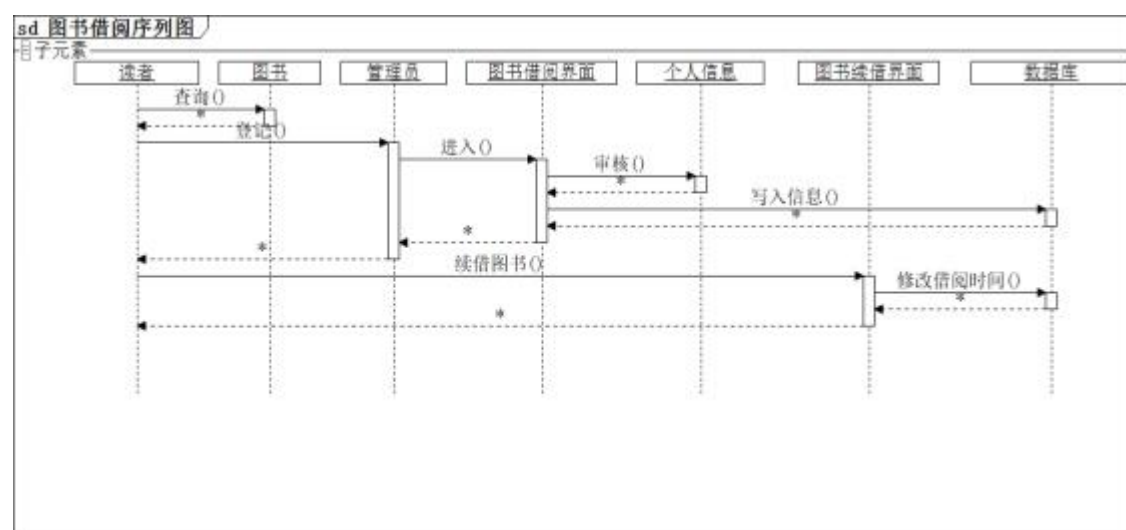 sd 图书借阅序列图
子元素
读者 图书 管理员 图书借阅界面 个人信息 图书续借界面 数据库
查询()
*
登记()
进入()
审核()
*
写入信息()
*
*
*
续借图书()
修改借阅时间()
*
*